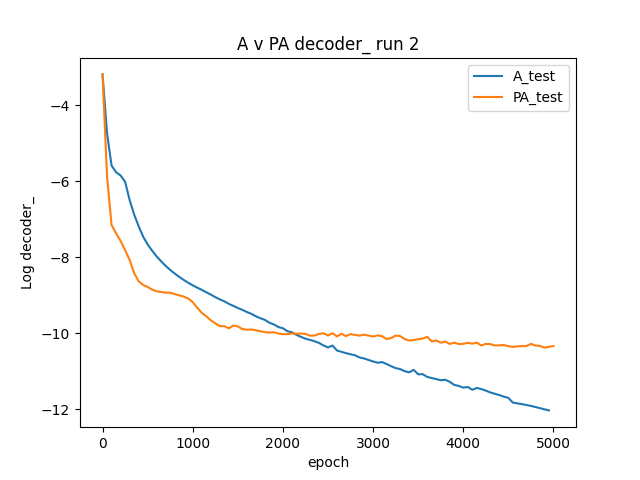 A v PA decoder_ run 2
A_test
PA_test
Log decoder_
−4
−6
−8
−10
−12
0
1000
2000
3000
4000
5000
epoch